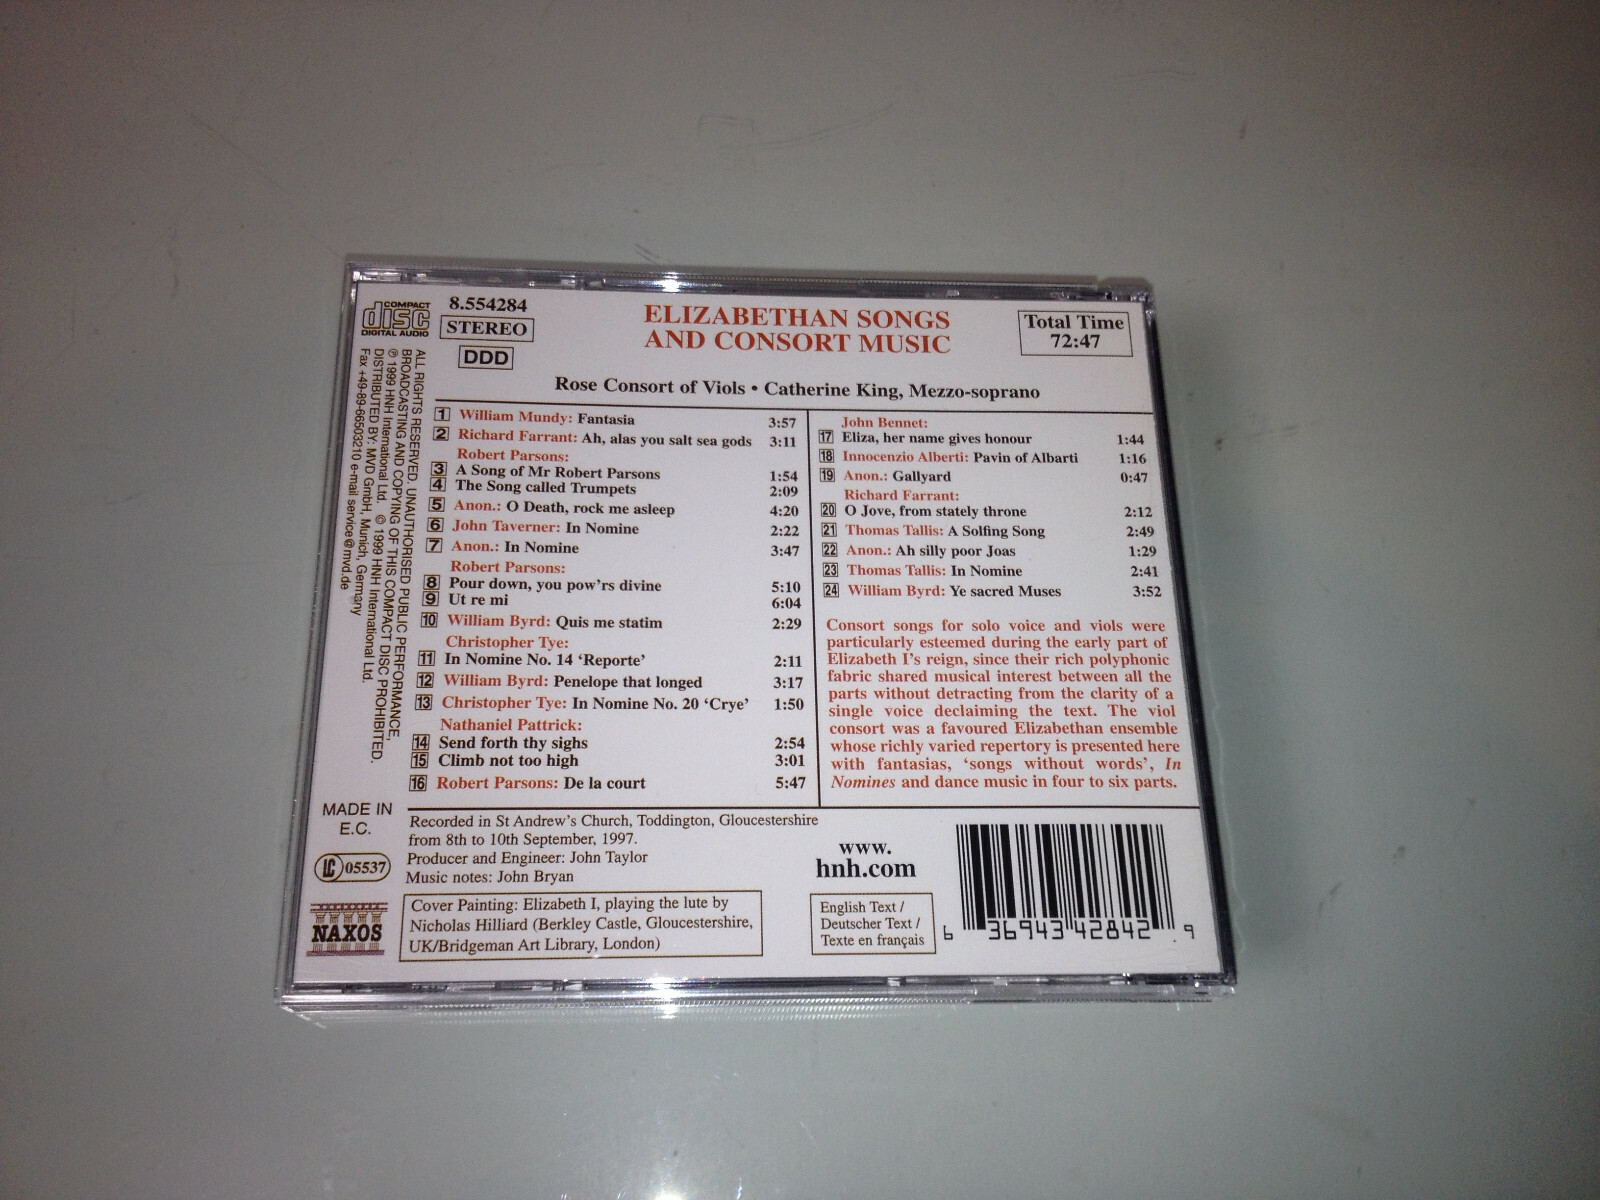 COMPACT
disc
DIGITAL AUDIO
8.554284
STEREO
DDD
ELIZABETHAN SONGS
AND CONSORT MUSIC
Total Time
72:47
Rose Consort of Viols • Catherine King, Mezzo-soprano
1 William Mundy: Fantasia 3:57
2 Richard Farrant: Ah, alas you salt sea gods 3:11
Robert Parsons:
3 A Song of Mr Robert Parsons 1:54
4 The Song called Trumpets 2:09
5 Anon.: O Death, rock me asleep 4:20
6 John Taverner: In Nomine 2:22
7 Anon.: In Nomine 3:47
Robert Parsons:
8 Pour down, you pow'rs divine 5:10
9 Ut re mi 6:04
10 William Byrd: Quis me statim 2:29
Christopher Tye:
11 In Nomine No. 14 ‘Reporte’ 2:11
12 William Byrd: Penelope that longed 3:17
13 Christopher Tye: In Nomine No. 20 ‘Crye’ 1:50
Nathaniel Pattrick:
14 Send forth thy sighs 2:54
15 Climb not too high 3:01
16 Robert Parsons: De la court 5:47
John Bennet:
17 Eliza, her name gives honour 1:44
18 Innocenzio Alberti: Pavin of Albarti 1:16
19 Anon.: Gallyard 0:47
Richard Farrant:
20 O Jove, from stately throne 2:12
21 Thomas Tallis: A Solfing Song 2:49
22 Anon.: Ah silly poor Joas 1:29
23 Thomas Tallis: In Nomine 2:41
24 William Byrd: Ye sacred Muses 3:52
Consort songs for solo voice and viols were
particularly esteemed during the early part of
Elizabeth I's reign, since their rich polyphonic
fabric shared musical interest between all the
parts without detracting from the clarity of a
single voice declaiming the text. The viol
consort was a favoured Elizabethan ensemble
whose richly varied repertory is presented here
with fantasias, ‘songs without words’, In
Nomines and dance music in four to six parts.
ALL RIGHTS RESERVED. UNAUTHORISED PUBLIC PERFORMANCE,
BROADCASTING AND COPYING OF THIS COMPACT DISC PROHIBITED.
℗ 1999 HNH International Ltd. © 1999 HNH International Ltd.
DISTRIBUTED BY: MVD GmbH, Munich, Germany
Fax +49-89-66503210 e-mail service@mvd.de
MADE IN
E.C.
LC 05537
NAXOS
Recorded in St Andrew's Church, Toddington, Gloucestershire
from 8th to 10th September, 1997.
Producer and Engineer: John Taylor
Music notes: John Bryan
Cover Painting: Elizabeth I, playing the lute by
Nicholas Hilliard (Berkley Castle, Gloucestershire,
UK/Bridgeman Art Library, London)
www.
hnh.com
English Text /
Deutscher Text /
Texte en français
6 36943 42842 9